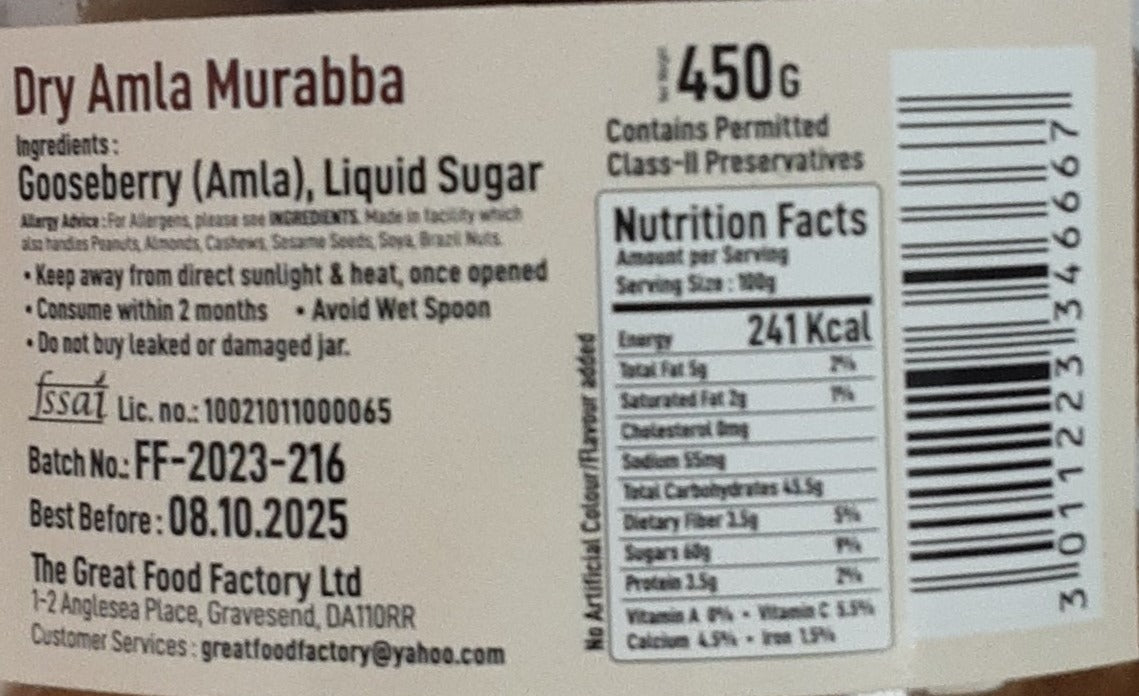 Dry Amla Murabba
Ingredients :
Gooseberry (Amla), Liquid Sugar
Allergy Advice : For Allergens, please see INGREDIENTS. Made in facility which
also handles Peanuts, Almonds, Cashews, Sesame Seeds, Soya, Brazil Nuts.
• Keep away from direct sunlight & heat, once opened
• Consume within 2 months • Avoid Wet Spoon
• Do not buy leaked or damaged jar.
fssai Lic. no.: 10021011000065
Batch No.: FF-2023-216
Best Before : 08.10.2025
The Great Food Factory Ltd
1-2 Anglesea Place, Gravesend, DA110RR
Customer Services : greatfoodfactory@yahoo.com
450G
Contains Permitted
Class-II Preservatives
Nutrition Facts
Amount per Serving
Serving Size : 100g
Energy 241 Kcal
Total Fat 5g 2%
Saturated Fat 2g 1%
Cholesterol 0mg
Sodium 55mg
Total Carbohydrates
Dietary Fiber 3.5g 5%
Sugars 60g
Protein 2%
Vitamin A 0% • Vitamin C 5.5%
Calcium 4.5% • Iron 1.5%
No Artificial Colour/Flavour added
3011223346667